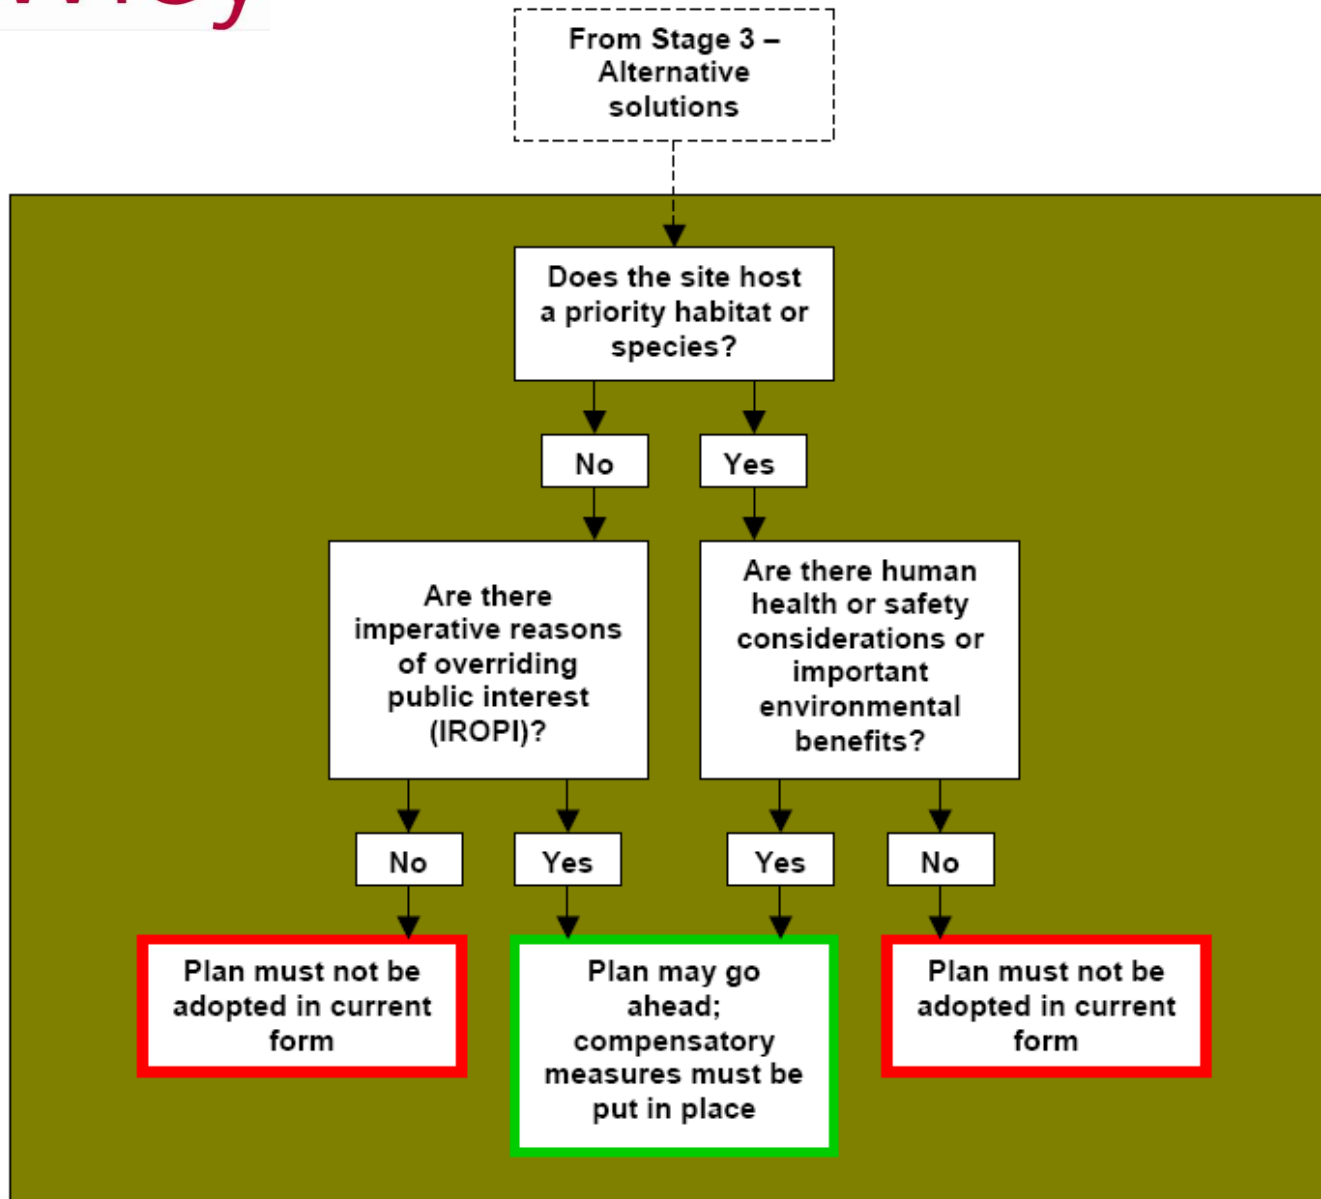 From Stage 3 –
Alternative
solutions
Does the site host
a priority habitat or
species?
No
Yes
Are there
imperative reasons
of overriding
public interest
(IROPI)?
Are there human
health or safety
considerations or
important
environmental
benefits?
No
Yes
Yes
No
Plan must not be
adopted in current
form
Plan may go
ahead;
compensatory
measures must be
put in place
Plan must not be
adopted in current
form